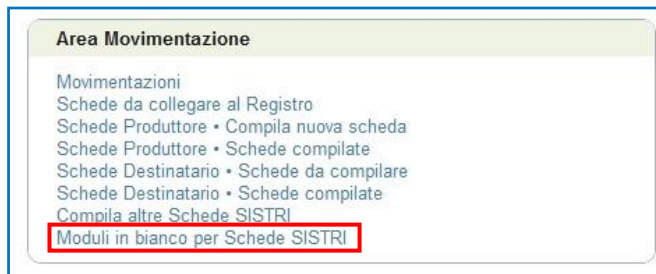 Area Movimentazione
Movimentazioni
Schede da collegare al Registro
Schede Produttore • Compila nuova scheda
Schede Produttore • Schede compilate
Schede Destinatario • Schede da compilare
Schede Destinatario • Schede compilate
Compila altre Schede SISTRI
Moduli in bianco per Schede SISTRI